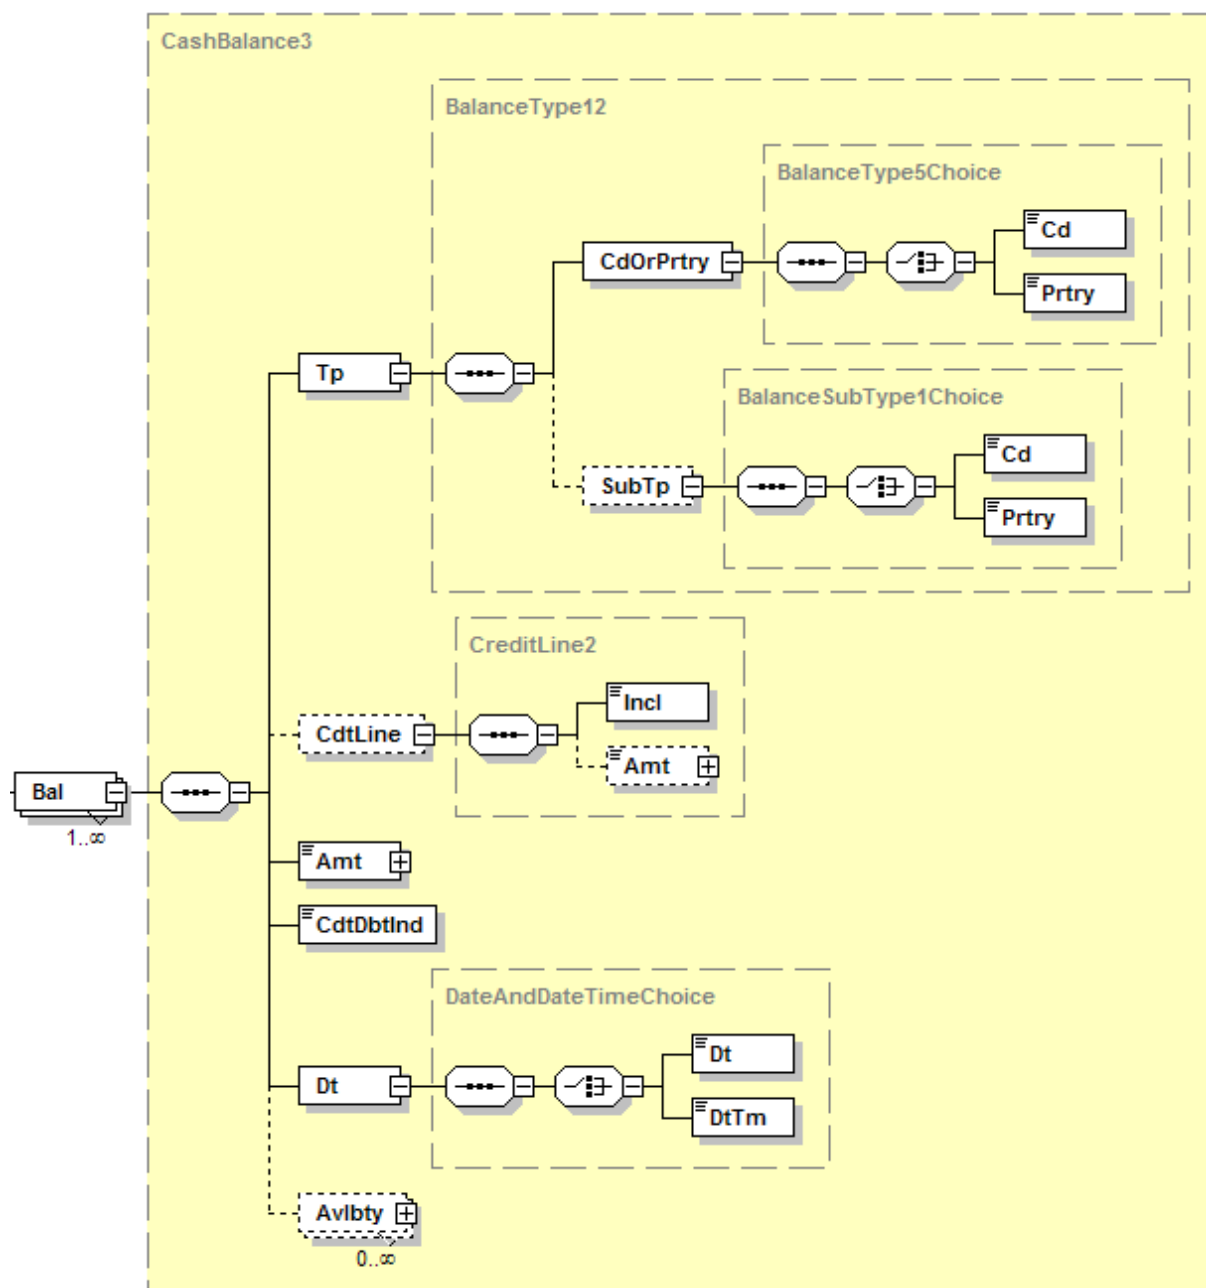 CashBalance3
BalanceType12
BalanceType5Choice
Cd
CdOrPrtry
Prtry
Tp
BalanceSubType1Choice
Cd
SubTp
Prtry
CreditLine2
Incl
CdtLine
Amt
Bal
1..∞
Amt
CdtDbtInd
DateAndDateTimeChoice
Dt
Dt
DtTm
Avlbty
0..∞